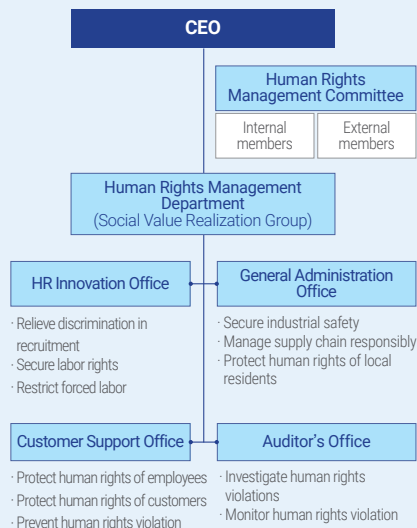 CEO
Human Rights
Management Committee
Internal
members
External
members
Human Rights Management
Department
(Social Value Realization Group)
HR Innovation Office
· Relieve discrimination in
recruitment
· Secure labor rights
· Restrict forced labor
General Administration
Office
· Secure industrial safety
· Manage supply chain responsibly
· Protect human rights of local
residents
Customer Support Office
· Protect human rights of employees
· Protect human rights of customers
· Prevent human rights violation
Auditor's Office
· Investigate human rights
violations
· Monitor human rights violation